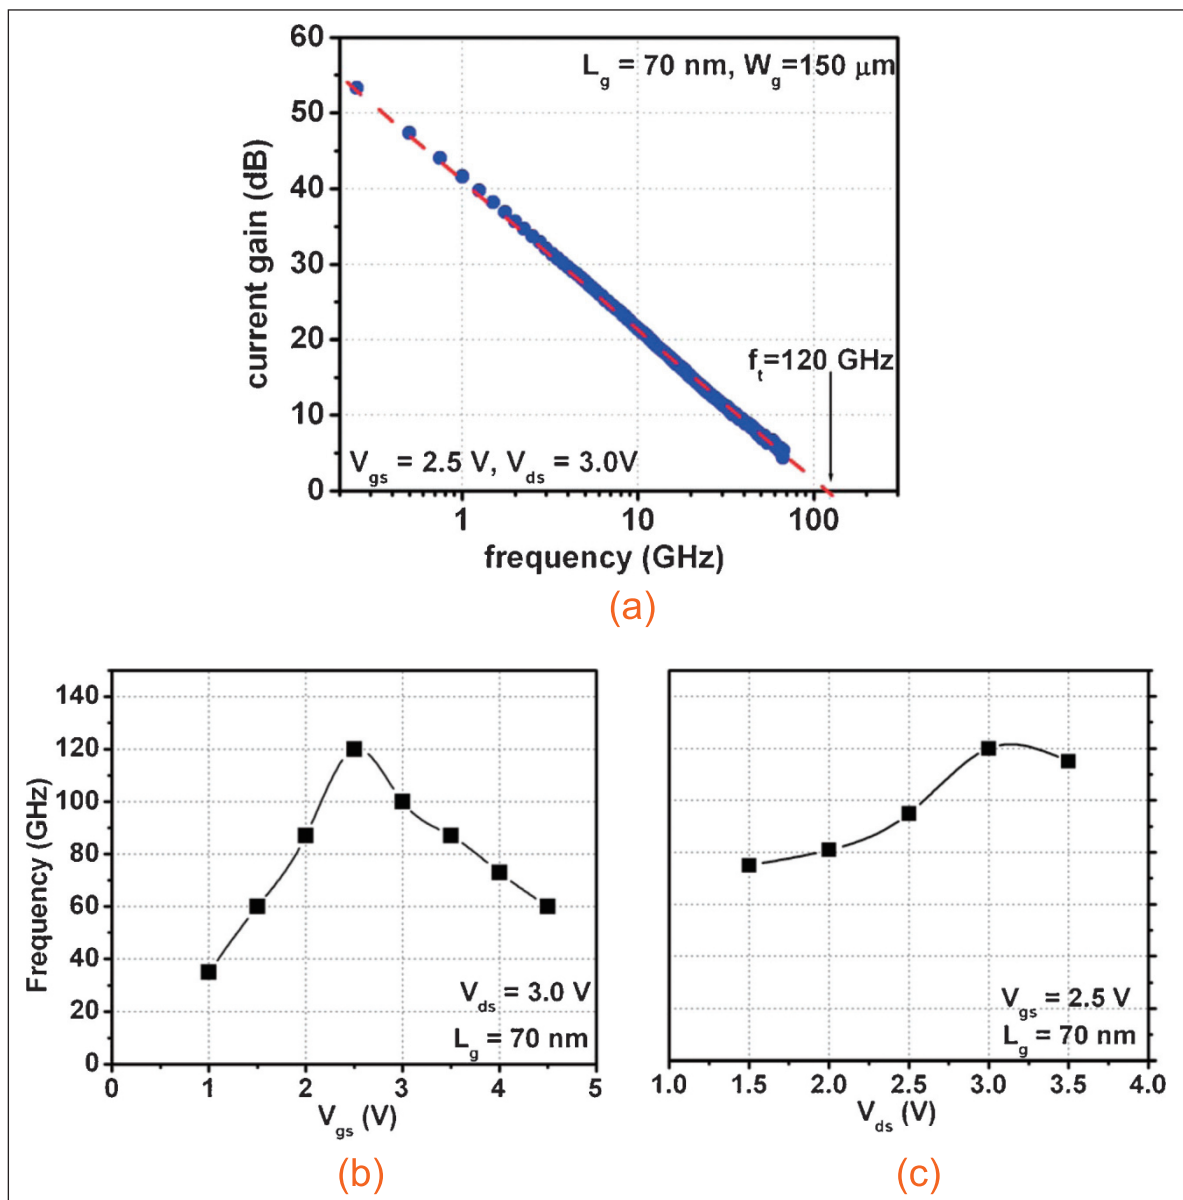 60
50
40
30
20
10
0
current gain (dB)
L_g = 70 nm, W_g=150 μm
f_t=120 GHz
V_gs = 2.5 V, V_ds = 3.0V
1 10 100
frequency (GHz)
(a)
140
120
100
80
60
40
20
0
Frequency (GHz)
V_ds = 3.0 V
L_g = 70 nm
0 1 2 3 4 5
V_gs (V)
(b)
V_gs = 2.5 V
L_g = 70 nm
1.0 1.5 2.0 2.5 3.0 3.5 4.0
V_ds (V)
(c)